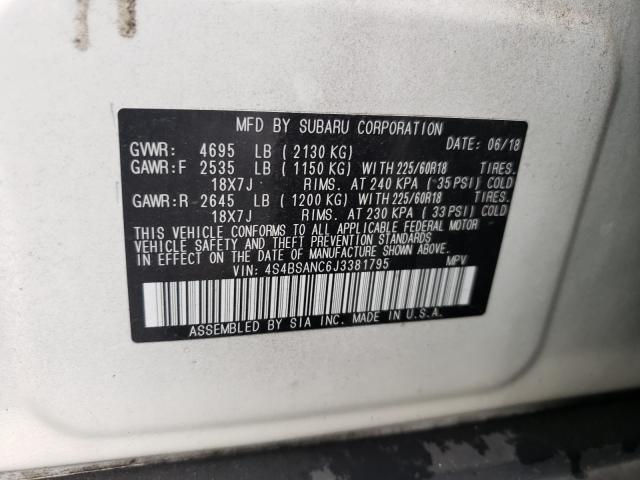 MFD BY SUBARU CORPORATION
GVWR: 4695 LB ( 2130 KG) DATE: 06/18
GAWR:F 2535 LB ( 1150 KG) WITH 225/60R18 TIRES.
18X7J RIMS. AT 240 KPA ( 35 PSI) COLD
GAWR:R 2645 LB ( 1200 KG) WITH 225/60R18 TIRES.
18X7J RIMS. AT 230 KPA ( 33 PSI) COLD
THIS VEHICLE CONFORMS TO ALL APPLICABLE FEDERAL MOTOR
VEHICLE SAFETY AND THEFT PREVENTION STANDARDS
IN EFFECT ON THE DATE OF MANUFACTURE SHOWN ABOVE.
VIN: 4S4BSANC6J3381795 MPV
ASSEMBLED BY SIA INC. MADE IN U.S.A.